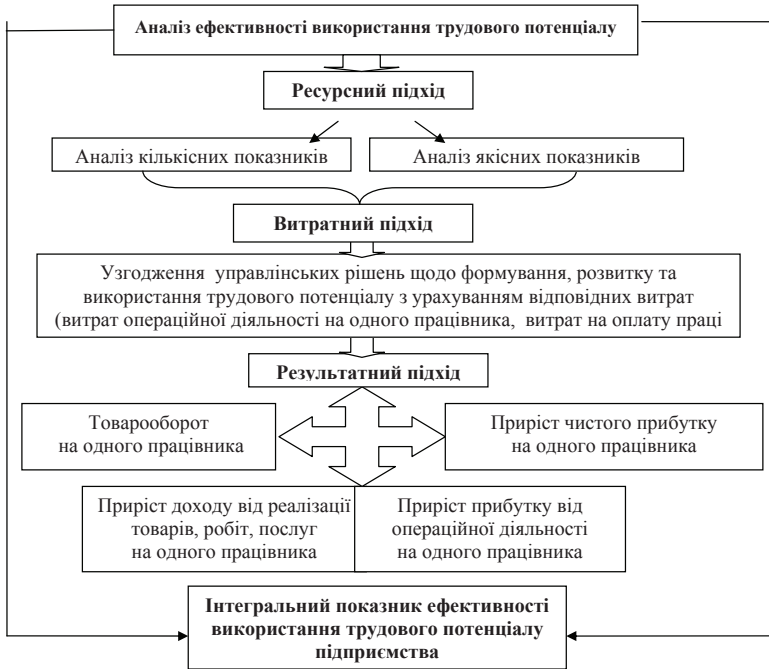 Аналіз ефективності використання трудового потенціалу
Ресурсний підхід
Аналіз кількісних показників
Аналіз якісних показників
Витратний підхід
Узгодження управлінських рішень щодо формування, розвитку та
використання трудового потенціалу з урахуванням відповідних витрат
(витрат операційної діяльності на одного працівника, витрат на оплату праці
Результатний підхід
Товарооборот
на одного працівника
Приріст чистого прибутку
на одного працівника
Приріст доходу від реалізації
товарів, робіт, послуг
на одного працівника
Приріст прибутку від
операційної діяльності
на одного працівника
Інтегральний показник ефективності
використання трудового потенціалу
підприємства